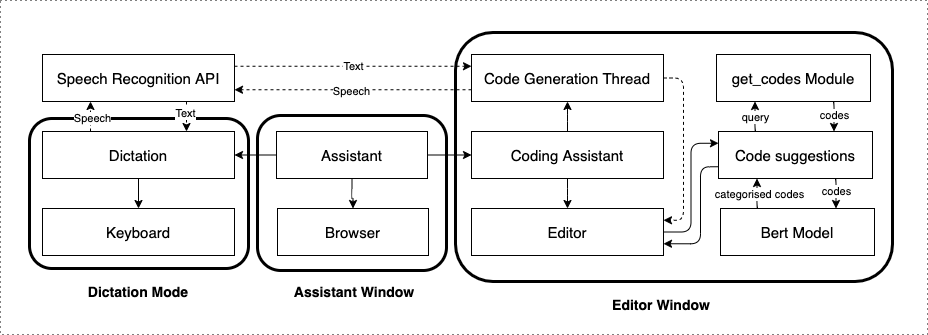 Speech Recognition API
Text
Speech
Code Generation Thread
get_codes Module
Speech
Text
query
codes
Dictation
Assistant
Coding Assistant
Code suggestions
categorised codes
codes
Keyboard
Browser
Editor
Bert Model
Dictation Mode
Assistant Window
Editor Window